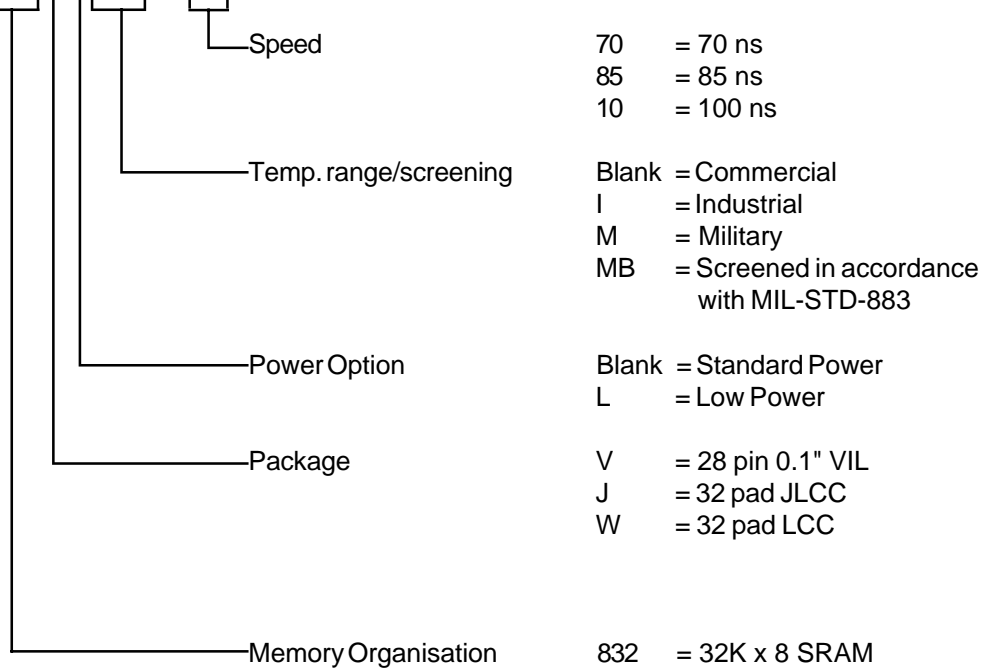 Speed 70 = 70 ns
85 = 85 ns
10 = 100 ns
Temp. range/screening Blank = Commercial
I = Industrial
M = Military
MB = Screened in accordance
with MIL-STD-883
Power Option Blank = Standard Power
L = Low Power
Package V = 28 pin 0.1" VIL
J = 32 pad JLCC
W = 32 pad LCC
Memory Organisation 832 = 32K x 8 SRAM